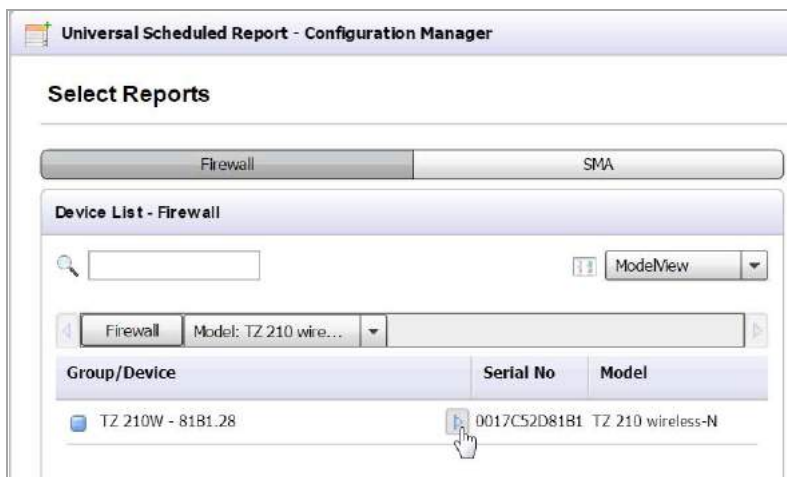 Universal Scheduled Report - Configuration Manager
Select Reports
Firewall SMA
Device List - Firewall
ModelView
Firewall Model: TZ 210 wire...
Group/Device Serial No Model
TZ 210W - 81B1.28 0017C52D81B1 TZ 210 wireless-N